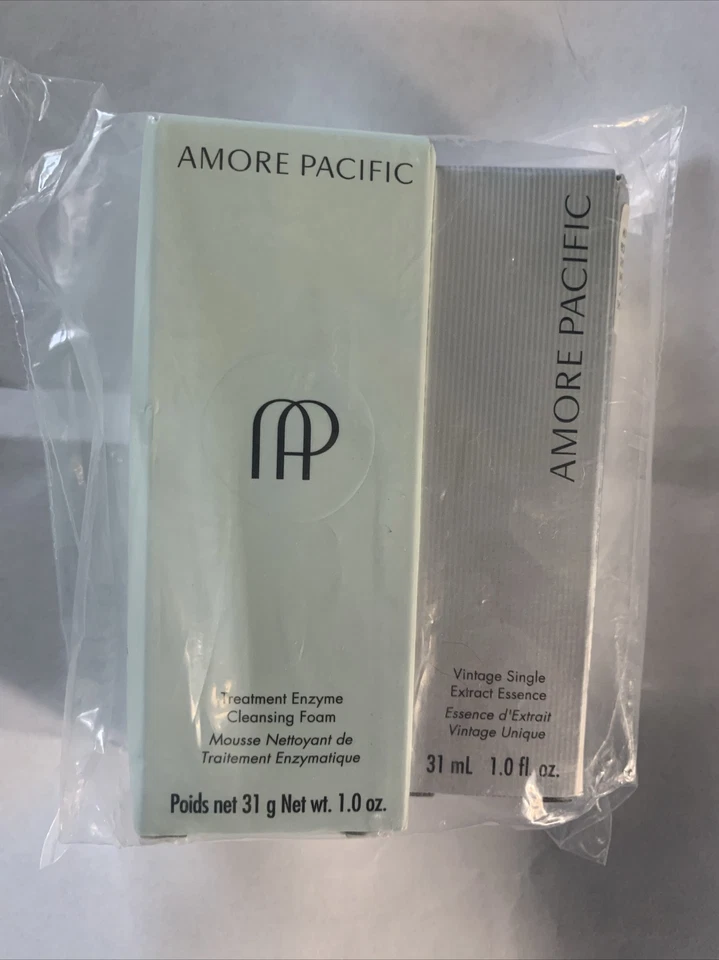 AMORE PACIFIC
AP
Treatment Enzyme
Cleansing Foam
Mousse Nettoyant de
Traitement Enzymatique
Poids net 31 g Net wt. 1.0 oz.
AMORE PACIFIC
Vintage Single
Extract Essence
Essence d'Extrait
Vintage Unique
31 mL 1.0 fl. oz.